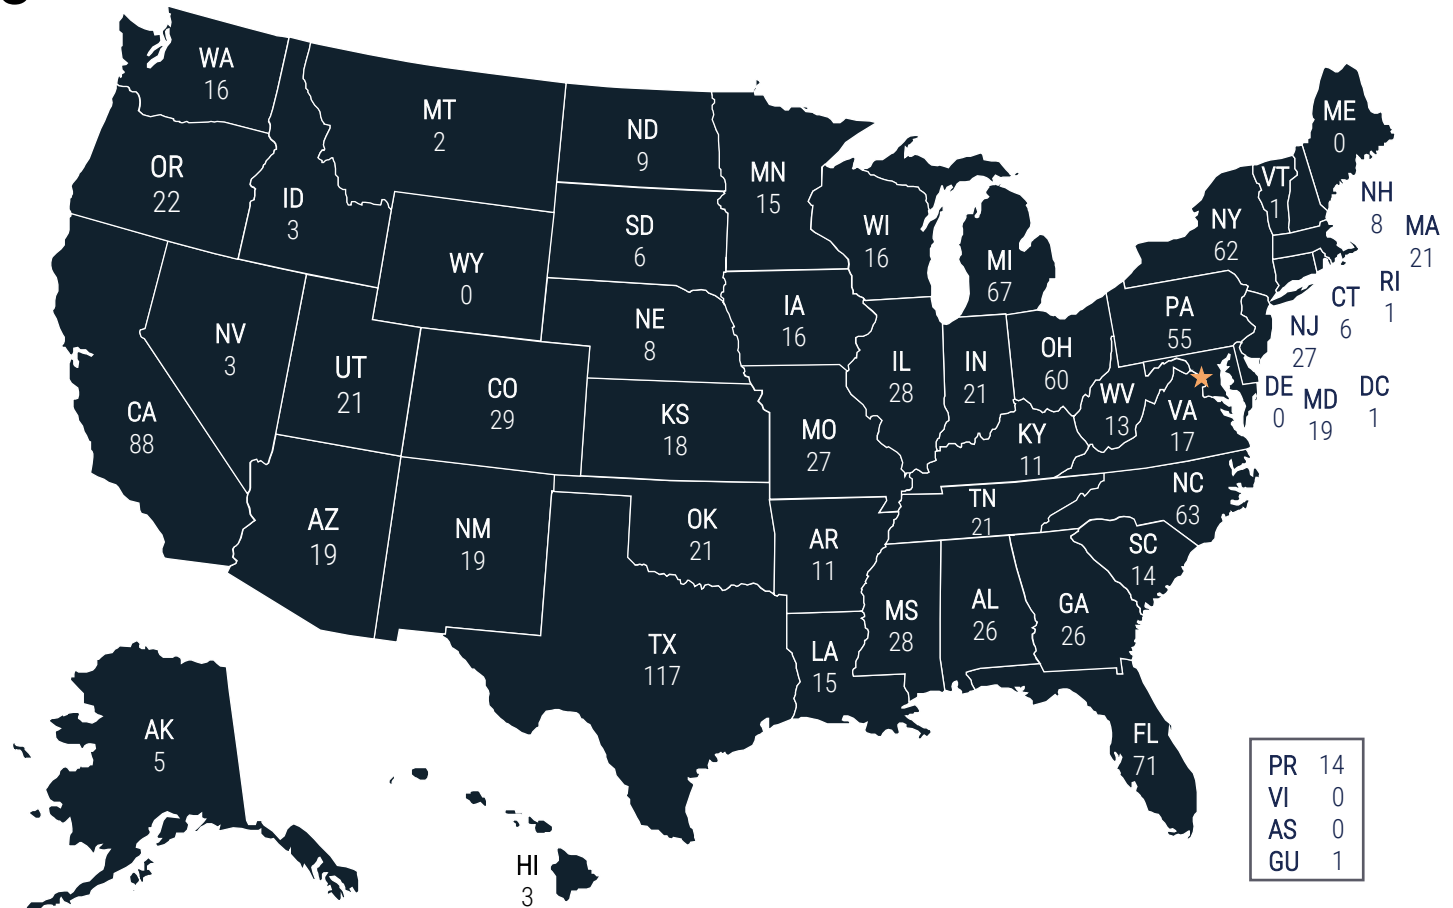 WA
16
MT
2
ND
9
MN
15
ME
0
OR
22
ID
3
SD
6
WI
16
MI
67
NY
62
VT
1
NH
8
MA
21
WY
0
NE
8
IA
16
PA
55
CT
6
RI
1
NJ
27
NV
3
UT
21
CO
29
KS
18
MO
27
IL
28
IN
21
OH
60
WV
13
VA
17
DE
0
MD
19
DC
1
CA
88
KY
11
AZ
19
NM
19
OK
21
AR
11
TN
21
NC
63
SC
14
MS
28
AL
26
GA
26
TX
117
LA
15
FL
71
AK
5
HI
3
PR 14
VI 0
AS 0
GU 1